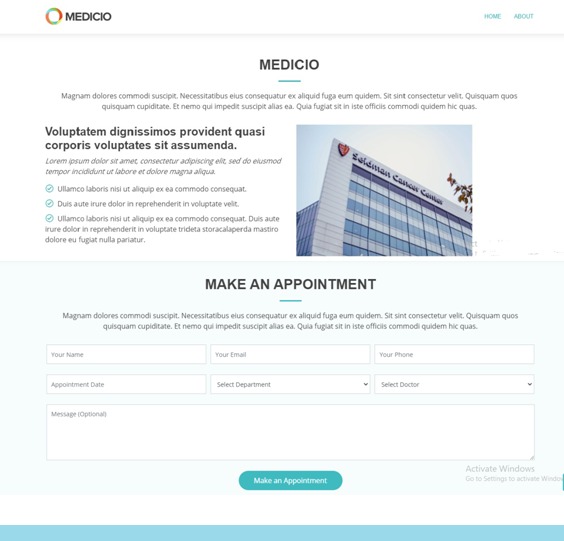 MEDICIO
HOME ABOUT
MEDICIO
Magnam dolores commodi suscipit. Necessitatibus eius consequatur ex aliquid fuga eum quidem. Sit sint consectetur velit. Quisquam quos
quisquam cupiditate. Et nemo qui impedit suscipit alias ea. Quia fugiat sit in iste officiis commodi quidem hic quas.
Voluptatem dignissimos provident quasi
corporis voluptates sit assumenda.
Lorem ipsum dolor sit amet, consectetur adipiscing elit, sed do eiusmod
tempor incididunt ut labore et dolore magna aliqua.
Ullamco laboris nisi ut aliquip ex ea commodo consequat.
Duis aute irure dolor in reprehenderit in voluptate velit.
Ullamco laboris nisi ut aliquip ex ea commodo consequat. Duis aute
irure dolor in reprehenderit in voluptate trideta storacalaperda mastiro
dolore eu fugiat nulla pariatur.
Seidman Cancer Center
MAKE AN APPOINTMENT
Magnam dolores commodi suscipit. Necessitatibus eius consequatur ex aliquid fuga eum quidem. Sit sint consectetur velit. Quisquam quos
quisquam cupiditate. Et nemo qui impedit suscipit alias ea. Quia fugiat sit in iste officiis commodi quidem hic quas.
Your Name Your Email Your Phone
Appointment Date Select Department Select Doctor
Message (Optional)
Make an Appointment
Activate Windows
Go to Settings to activate Window